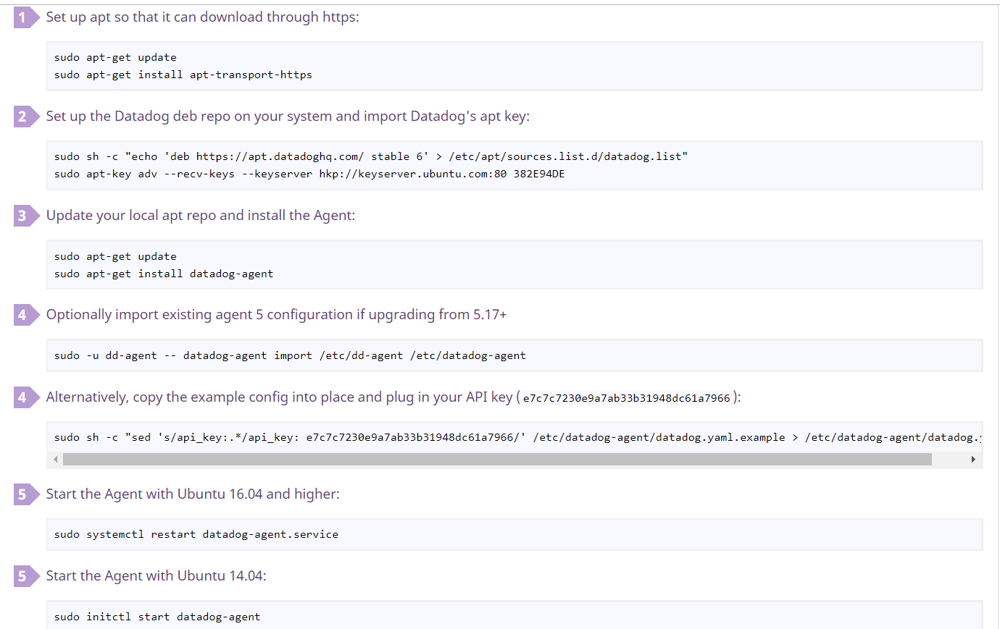 1 Set up apt so that it can download through https:
sudo apt-get update
sudo apt-get install apt-transport-https
2 Set up the Datadog deb repo on your system and import Datadog's apt key:
sudo sh -c "echo 'deb https://apt.datadoghq.com/ stable 6' > /etc/apt/sources.list.d/datadog.list"
sudo apt-key adv --recv-keys --keyserver hkp://keyserver.ubuntu.com:80 382E94DE
3 Update your local apt repo and install the Agent:
sudo apt-get update
sudo apt-get install datadog-agent
4 Optionally import existing agent 5 configuration if upgrading from 5.17+
sudo -u dd-agent -- datadog-agent import /etc/dd-agent /etc/datadog-agent
4 Alternatively, copy the example config into place and plug in your API key (e7c7c7230e9a7ab33b31948dc61a7966):
sudo sh -c "sed 's/api_key:.*/api_key: e7c7c7230e9a7ab33b31948dc61a7966/' /etc/datadog-agent/datadog.yaml.example > /etc/datadog-agent/datadog.
5 Start the Agent with Ubuntu 16.04 and higher:
sudo systemctl restart datadog-agent.service
5 Start the Agent with Ubuntu 14.04:
sudo initctl start datadog-agent